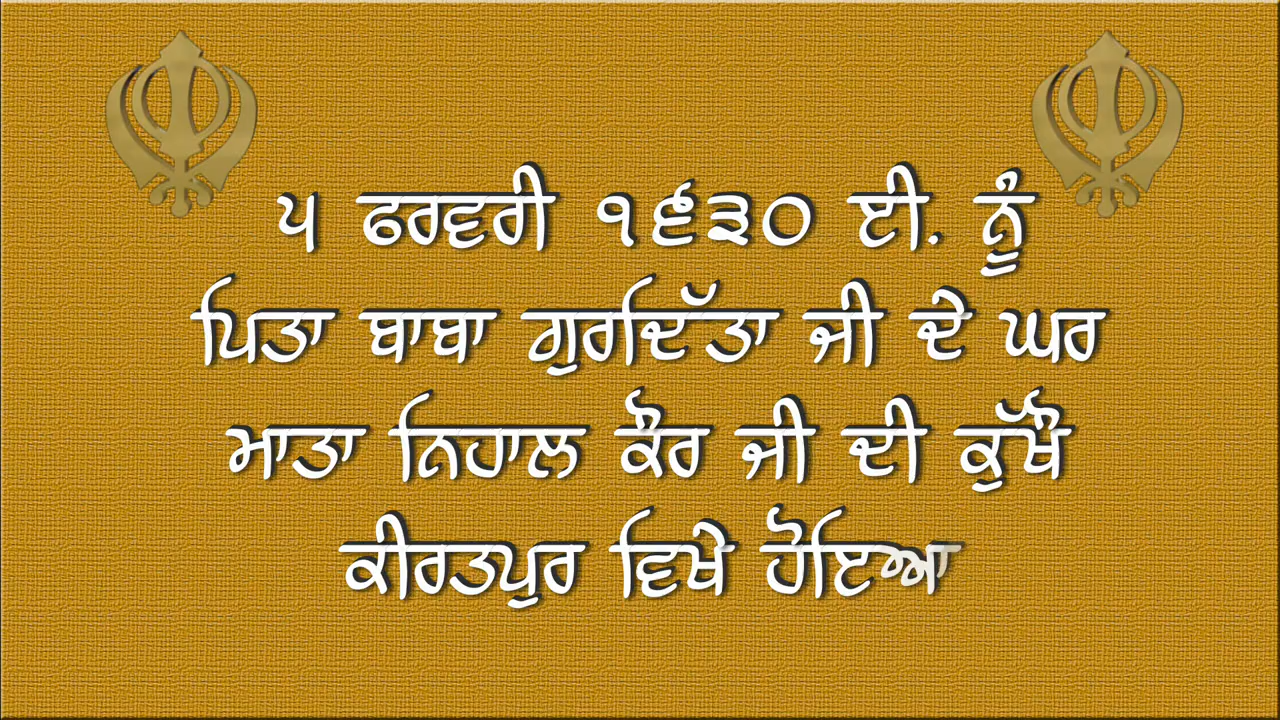 ੫ ਫਰਵਰੀ ੧੬੩੦ ਈ. ਨੂੰ
ਪਿਤਾ ਬਾਬਾ ਗੁਰਦਿੱਤਾ ਜੀ ਦੇ ਘਰ
ਮਾਤਾ ਨਿਹਾਲ ਕੌਰ ਜੀ ਦੀ ਕੁੱਖੌ
ਕੀਰਤਪੁਰ ਵਿਖੇ ਹੋਇਆ